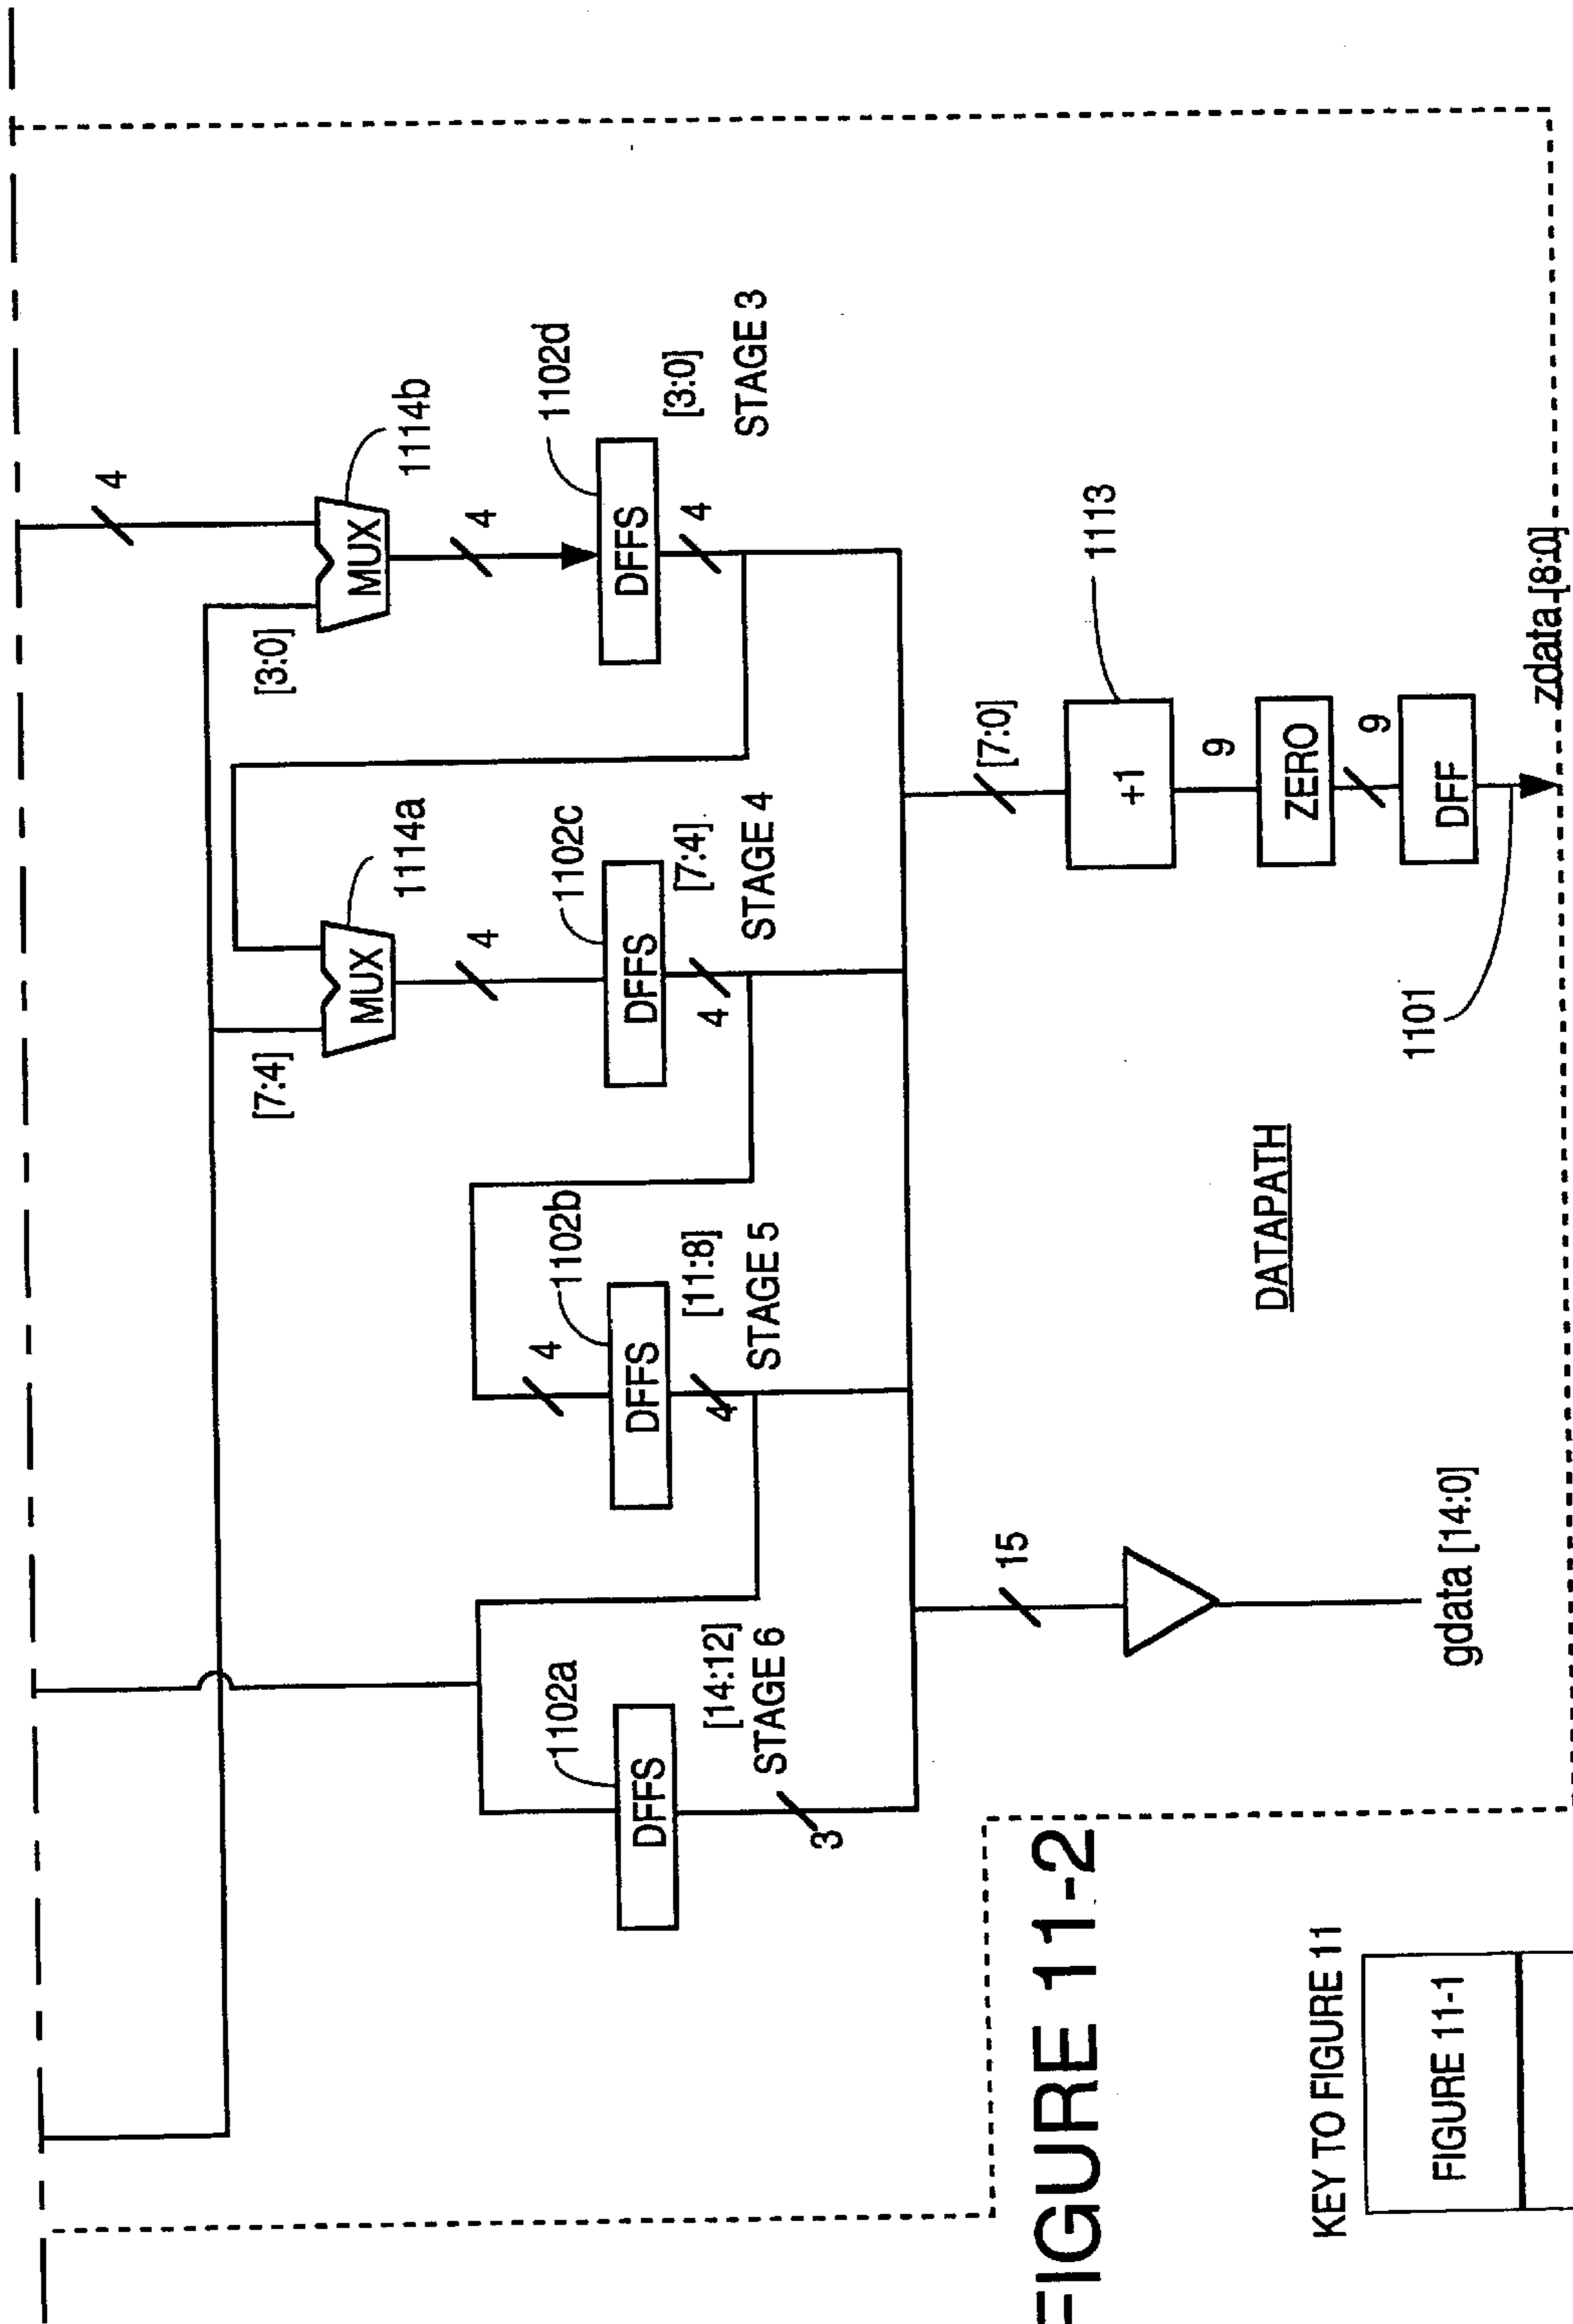 4
[3:0]
MUX
1114b
4
1102d
DFFS
4
[3:0]
STAGE 3
[7:4]
MUX
1114a
4
1102c
DFFS
4
[7:4]
STAGE 4
4
1102b
DFFS
4
[11:8]
STAGE 5
1102a
DFFS
[14:12]
STAGE 6
3
15
gdata [14:0]
[7:0]
+1
1113
9
ZERO
9
DFF
1101
zdata [8:0]
DATAPATH
FIGURE 11-2
KEY TO FIGURE 11
FIGURE 11-1